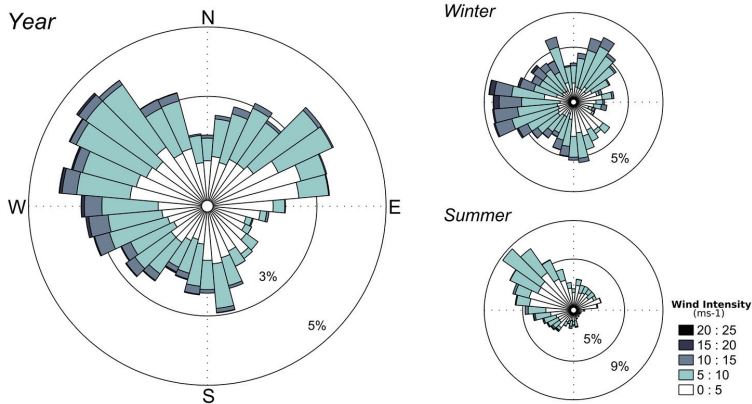 Year
N
W
E
S
3%
5%
Winter
5%
Summer
5%
9%
Wind Intensity
(ms-1)
20 : 25
15 : 20
10 : 15
5 : 10
0 : 5